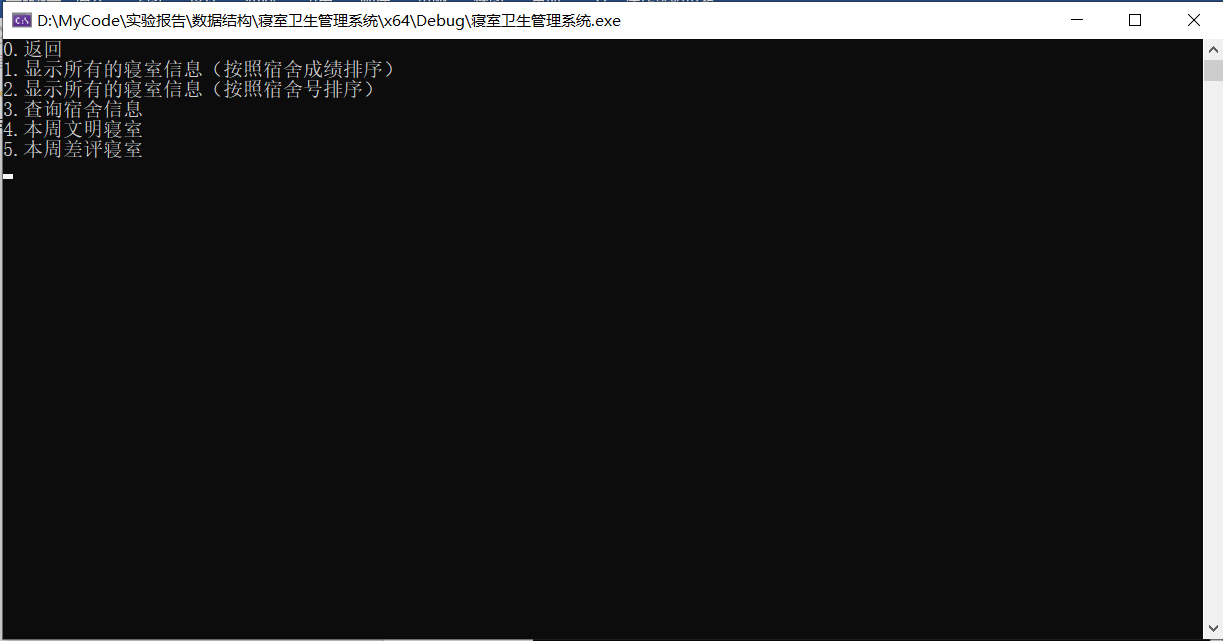 D:\MyCode\实验报告\数据结构\寝室卫生管理系统\x64\Debug\寝室卫生管理系统.exe
0.返回
1.显示所有的寝室信息（按照宿舍成绩排序）
2.显示所有的寝室信息（按照宿舍号排序）
3.查询宿舍信息
4.本周文明寝室
5.本周差评寝室